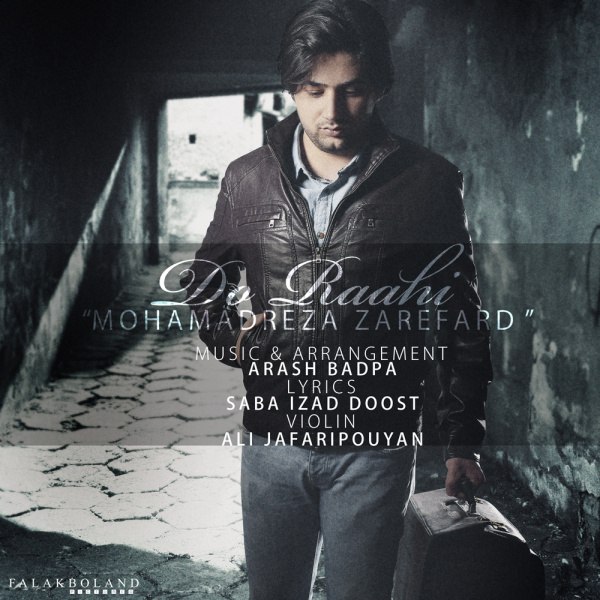 Do Raahi
"MOHAMADREZA ZAREFARD"
MUSIC & ARRANGEMENT
ARASH BADPA
LYRICS
SABA IZAD DOOST
VIOLIN
ALI JAFARIPOUYAN
FALAKBOLAND